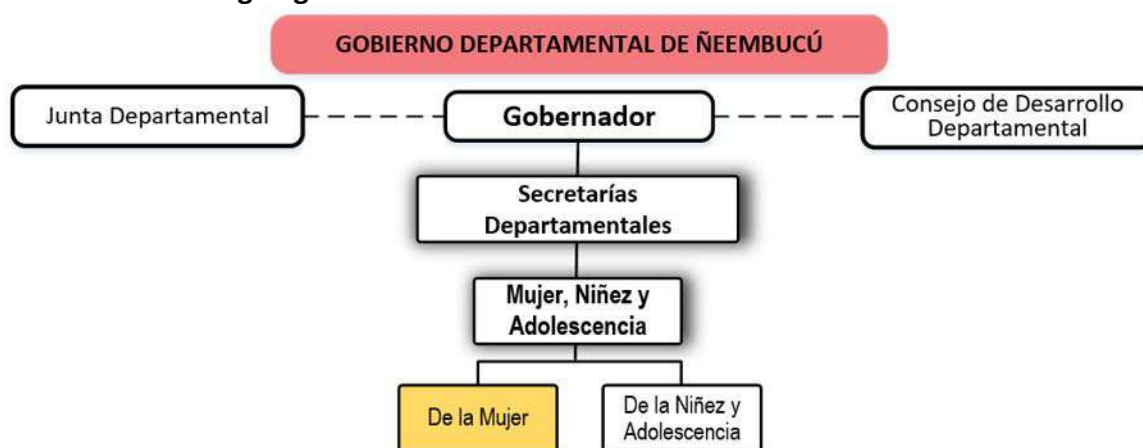 GOBIERNO DEPARTAMENTAL DE ÑEEMBUCÚ
Junta Departamental
Gobernador
Consejo de Desarrollo
Departamental
Secretarías
Departamentales
Mujer, Niñez y
Adolescencia
De la Mujer
De la Niñez y
Adolescencia